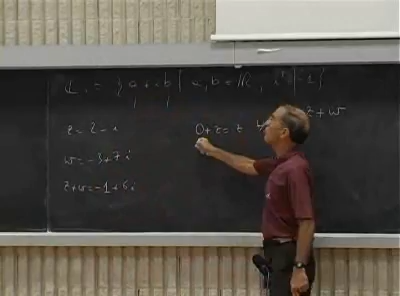 ℂ := {a+ib | a, b ∈ ℝ, i² = -1}
z = 2 - i
0 + z = z
z + w
w = -3 + 7i
z + w = -1 + 6i